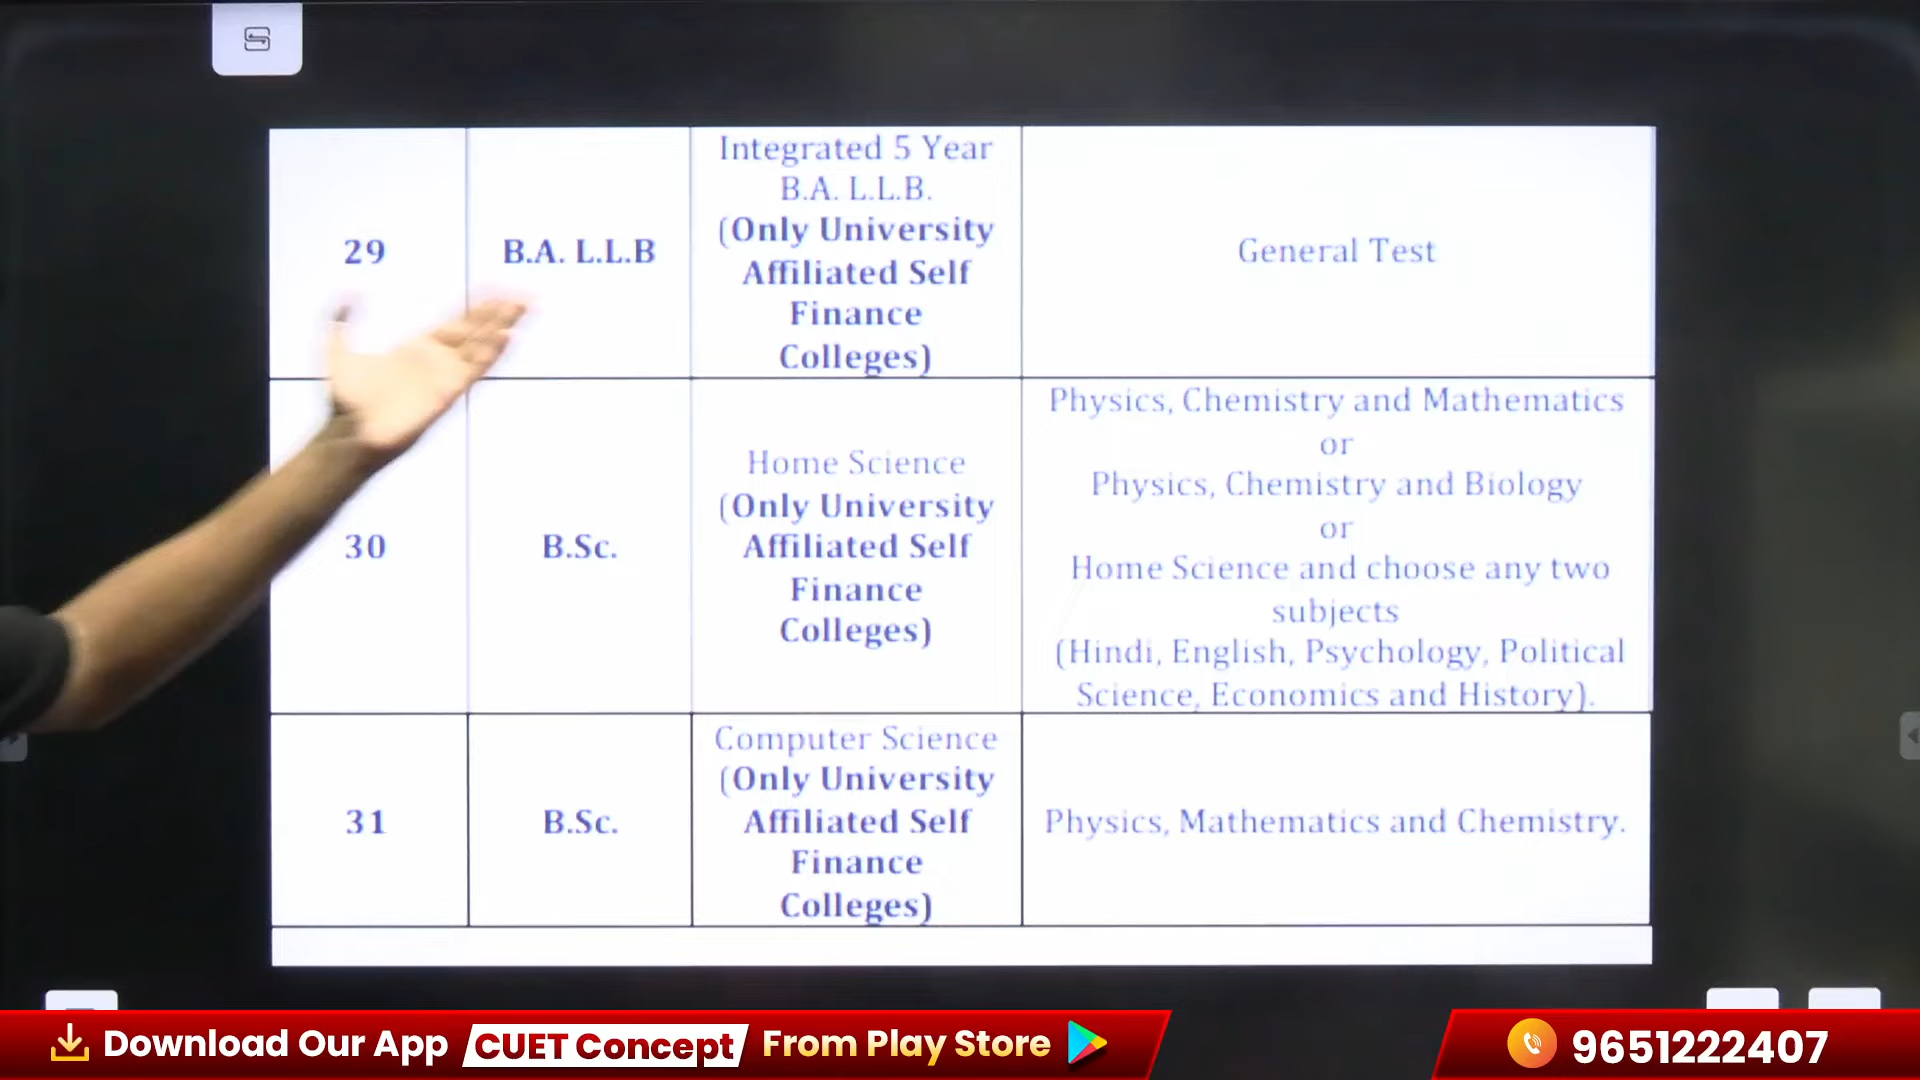 29
B.A. L.L.B
Integrated 5 Year
B.A. L.L.B.
(Only University
Affiliated Self
Finance
Colleges)
General Test
30
B.Sc.
Home Science
(Only University
Affiliated Self
Finance
Colleges)
Physics, Chemistry and Mathematics
or
Physics, Chemistry and Biology
or
Home Science and choose any two
subjects
(Hindi, English, Psychology, Political
Science, Economics and History).
31
B.Sc.
Computer Science
(Only University
Affiliated Self
Finance
Colleges)
Physics, Mathematics and Chemistry.
Download Our App CUET Concept From Play Store
9651222407